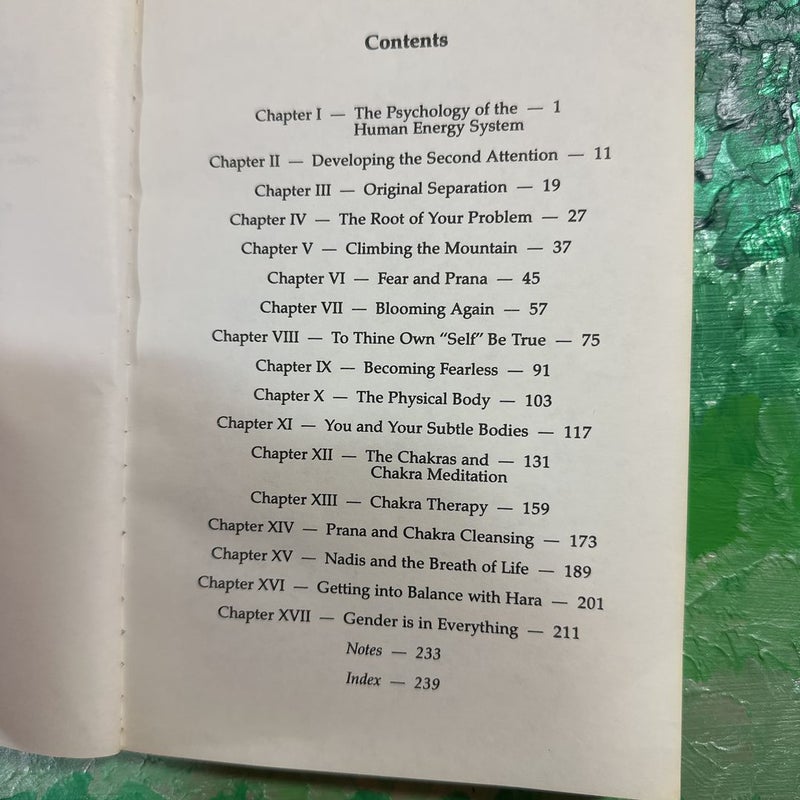 Contents
Chapter I — The Psychology of the — 1
Human Energy System
Chapter II — Developing the Second Attention — 11
Chapter III — Original Separation — 19
Chapter IV — The Root of Your Problem — 27
Chapter V — Climbing the Mountain — 37
Chapter VI — Fear and Prana — 45
Chapter VII — Blooming Again — 57
Chapter VIII — To Thine Own “Self” Be True — 75
Chapter IX — Becoming Fearless — 91
Chapter X — The Physical Body — 103
Chapter XI — You and Your Subtle Bodies — 117
Chapter XII — The Chakras and — 131
Chakra Meditation
Chapter XIII — Chakra Therapy — 159
Chapter XIV — Prana and Chakra Cleansing — 173
Chapter XV — Nadis and the Breath of Life — 189
Chapter XVI — Getting into Balance with Hara — 201
Chapter XVII — Gender is in Everything — 211
Notes — 233
Index — 239